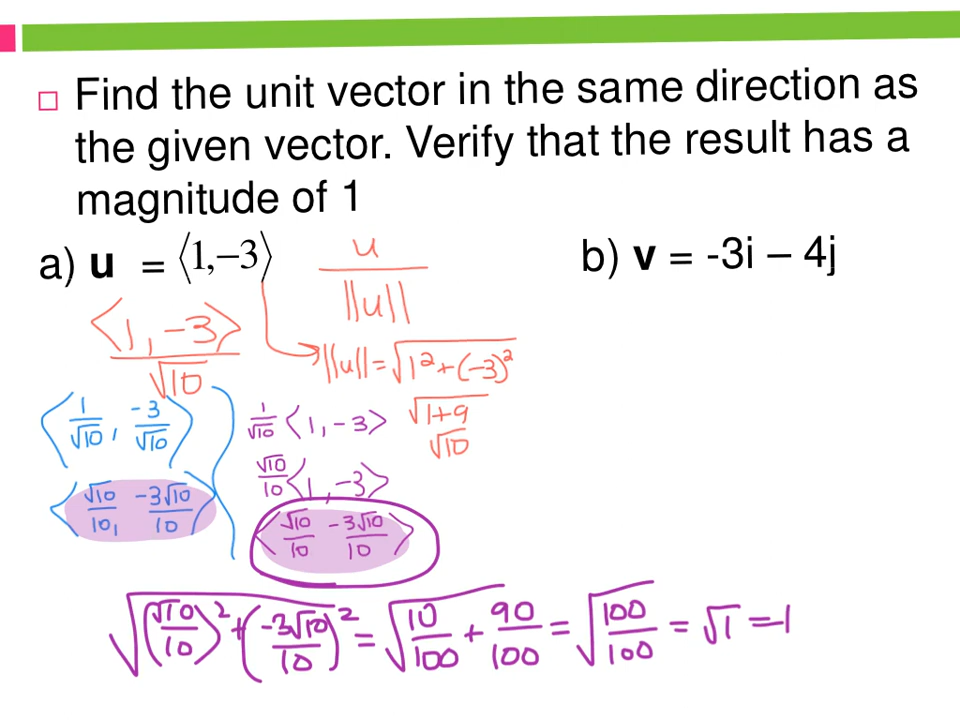 Find the unit vector in the same direction as
the given vector. Verify that the result has a
magnitude of 1
a) u = ⟨1,−3⟩
u / ||u||
b) v = -3i – 4j
⟨1, -3⟩ / √10
||u|| = √(1² + (-3)²)
√(1+9)
√10
⟨1/√10, -3/√10⟩
1/√10 ⟨1, -3⟩
√10/10 ⟨1, -3⟩
⟨√10/10, -3√10/10⟩
⟨√10/10 -3√10/10⟩
√((√10/10)² + (-3√10/10)²) = √(10/100 + 90/100) = √(100/100) = √1 = 1